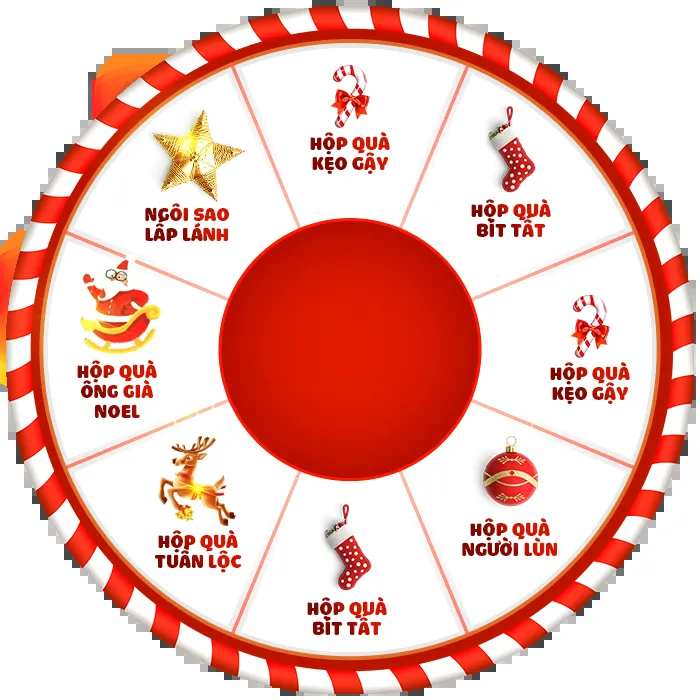 HỘP QUÀ
KẸO GẬY
HỘP QUÀ
BÍT TẤT
HỘP QUÀ
KẸO GẬY
HỘP QUÀ
NGƯỜI LÙN
HỘP QUÀ
BÍT TẤT
HỘP QUÀ
TUẦN LỘC
HỘP QUÀ
ÔNG GIÀ
NOEL
NGÔI SAO
LẤP LÁNH